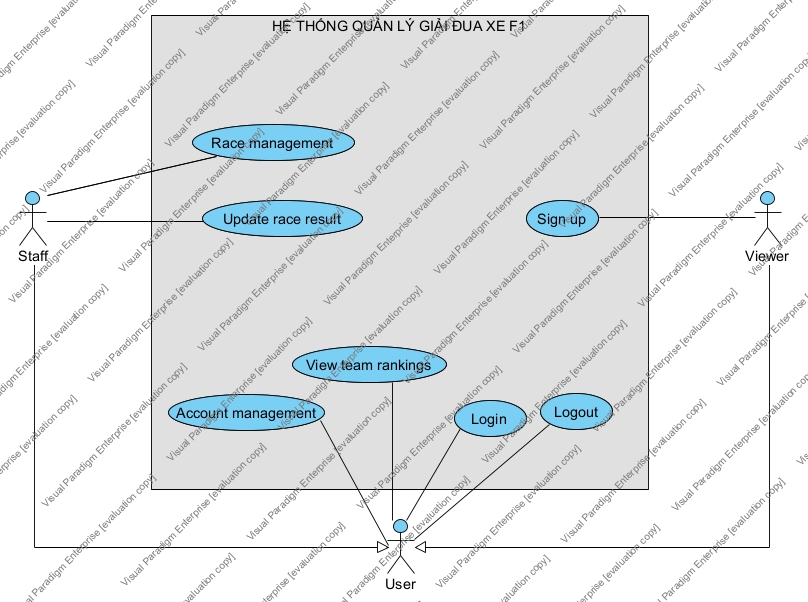 HỆ THỐNG QUẢN LÝ GIẢI ĐUA XE F1
Race management
Update race result
Sign up
Staff
Viewer
View team rankings
Account management
Login
Logout
User
Visual Paradigm Enterprise [evaluation copy]